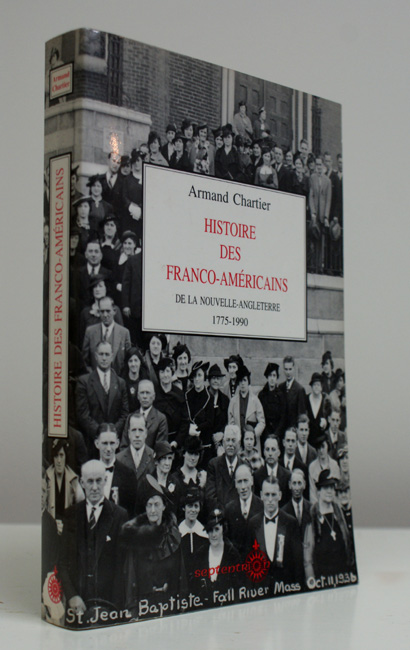 Armand
Chartier
HISTOIRE DES FRANCO-AMÉRICAINS
Armand Chartier
HISTOIRE
DES
FRANCO-AMÉRICAINS
DE LA NOUVELLE-ANGLETERRE
1775-1990
septentrion
St. Jean Baptiste - Fall River Mass Oct. 11, 1936